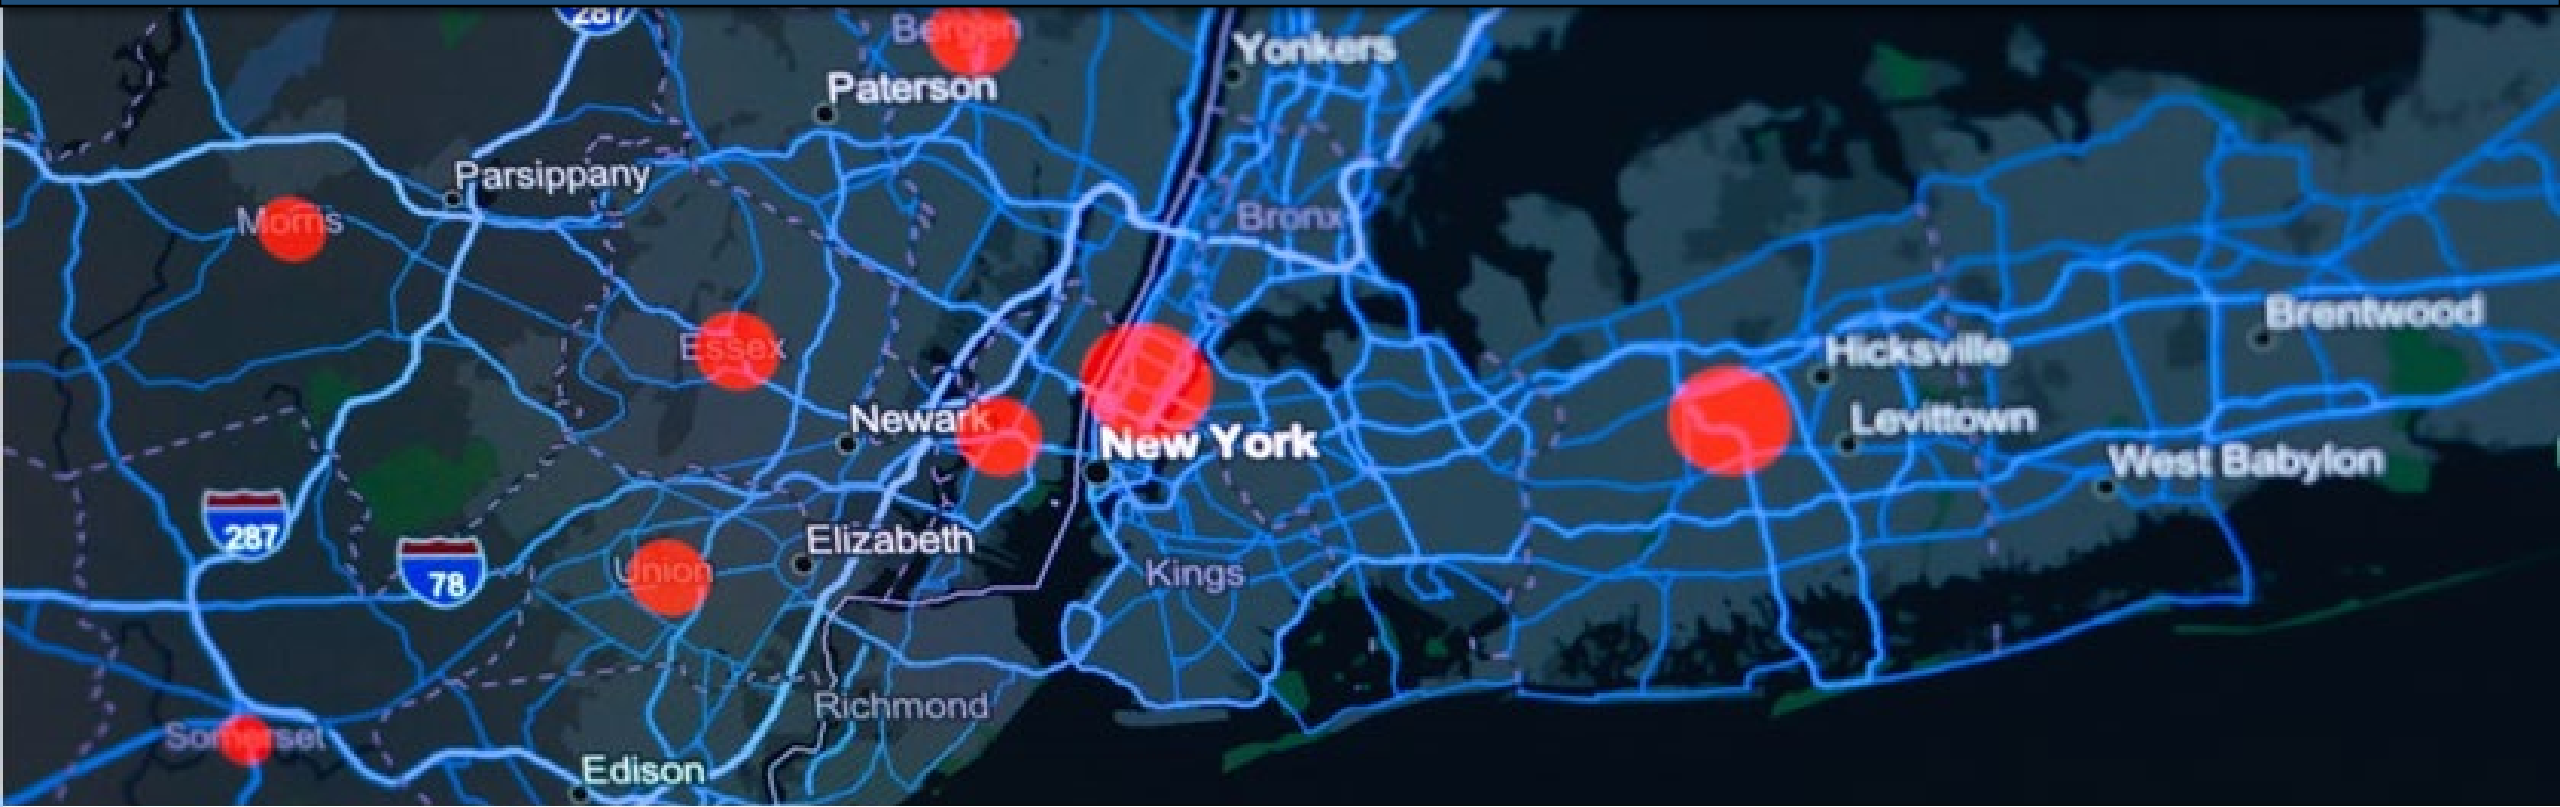 287
Bergen
Yonkers
Paterson
Parsippany
Morris
Bronx
Brentwood
Essex
Hicksville
Newark
Levittown
New York
West Babylon
287
Elizabeth
78
Union
Kings
Richmond
Somerset
Edison